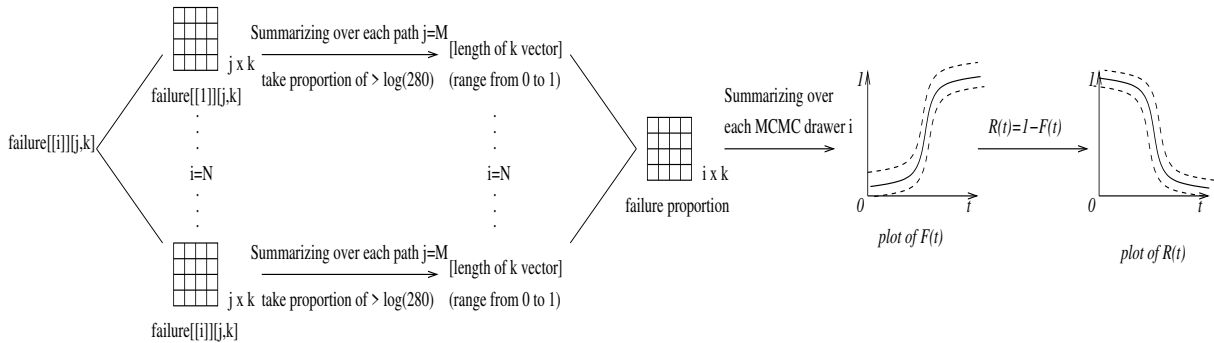 failure[[i]][j,k]
j x k
failure[[1]][j,k]
Summarizing over each path j=M
take proportion of > log(280)
[length of k vector]
(range from 0 to 1)
i=N
i=N
j x k
failure[[i]][j,k]
Summarizing over each path j=M
take proportion of > log(280)
[length of k vector]
(range from 0 to 1)
i x k
failure proportion
Summarizing over
each MCMC drawer i
1
0
t
plot of F(t)
R(t)=1-F(t)
1
0
t
plot of R(t)